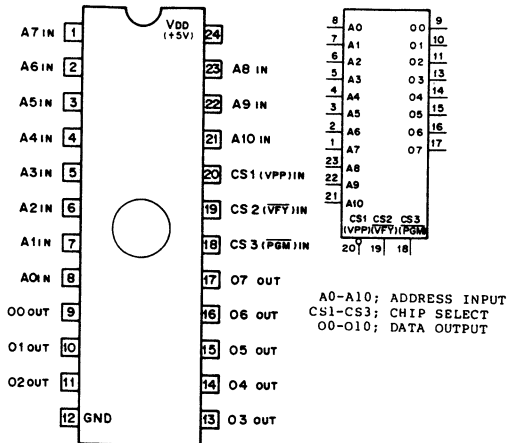 VDD
(+5V)
A7 IN 1
24
A6 IN 2
23 A8 IN
A5 IN 3
22 A9 IN
A4 IN 4
21 A10 IN
A3 IN 5
20 CS1 (VPP) IN
A2 IN 6
19 CS2 (VFY) IN
A1 IN 7
18 CS3 (PGM) IN
A0 IN 8
17 O7 OUT
O0 OUT 9
16 O6 OUT
O1 OUT 10
15 O5 OUT
O2 OUT 11
14 O4 OUT
12 GND
13 O3 OUT
8 A0 O0 9
7 A1 O1 10
6 A2 O2 11
5 A3 O3 13
4 A4 O4 14
3 A5 O5 15
2 A6 O6 16
1 A7 O7 17
23 A8
22 A9
21 A10
CS1 CS2 CS3
(VPP) (VFY) (PGM)
20 19 18
A0-A10; ADDRESS INPUT
CS1-CS3; CHIP SELECT
O0-O10; DATA OUTPUT